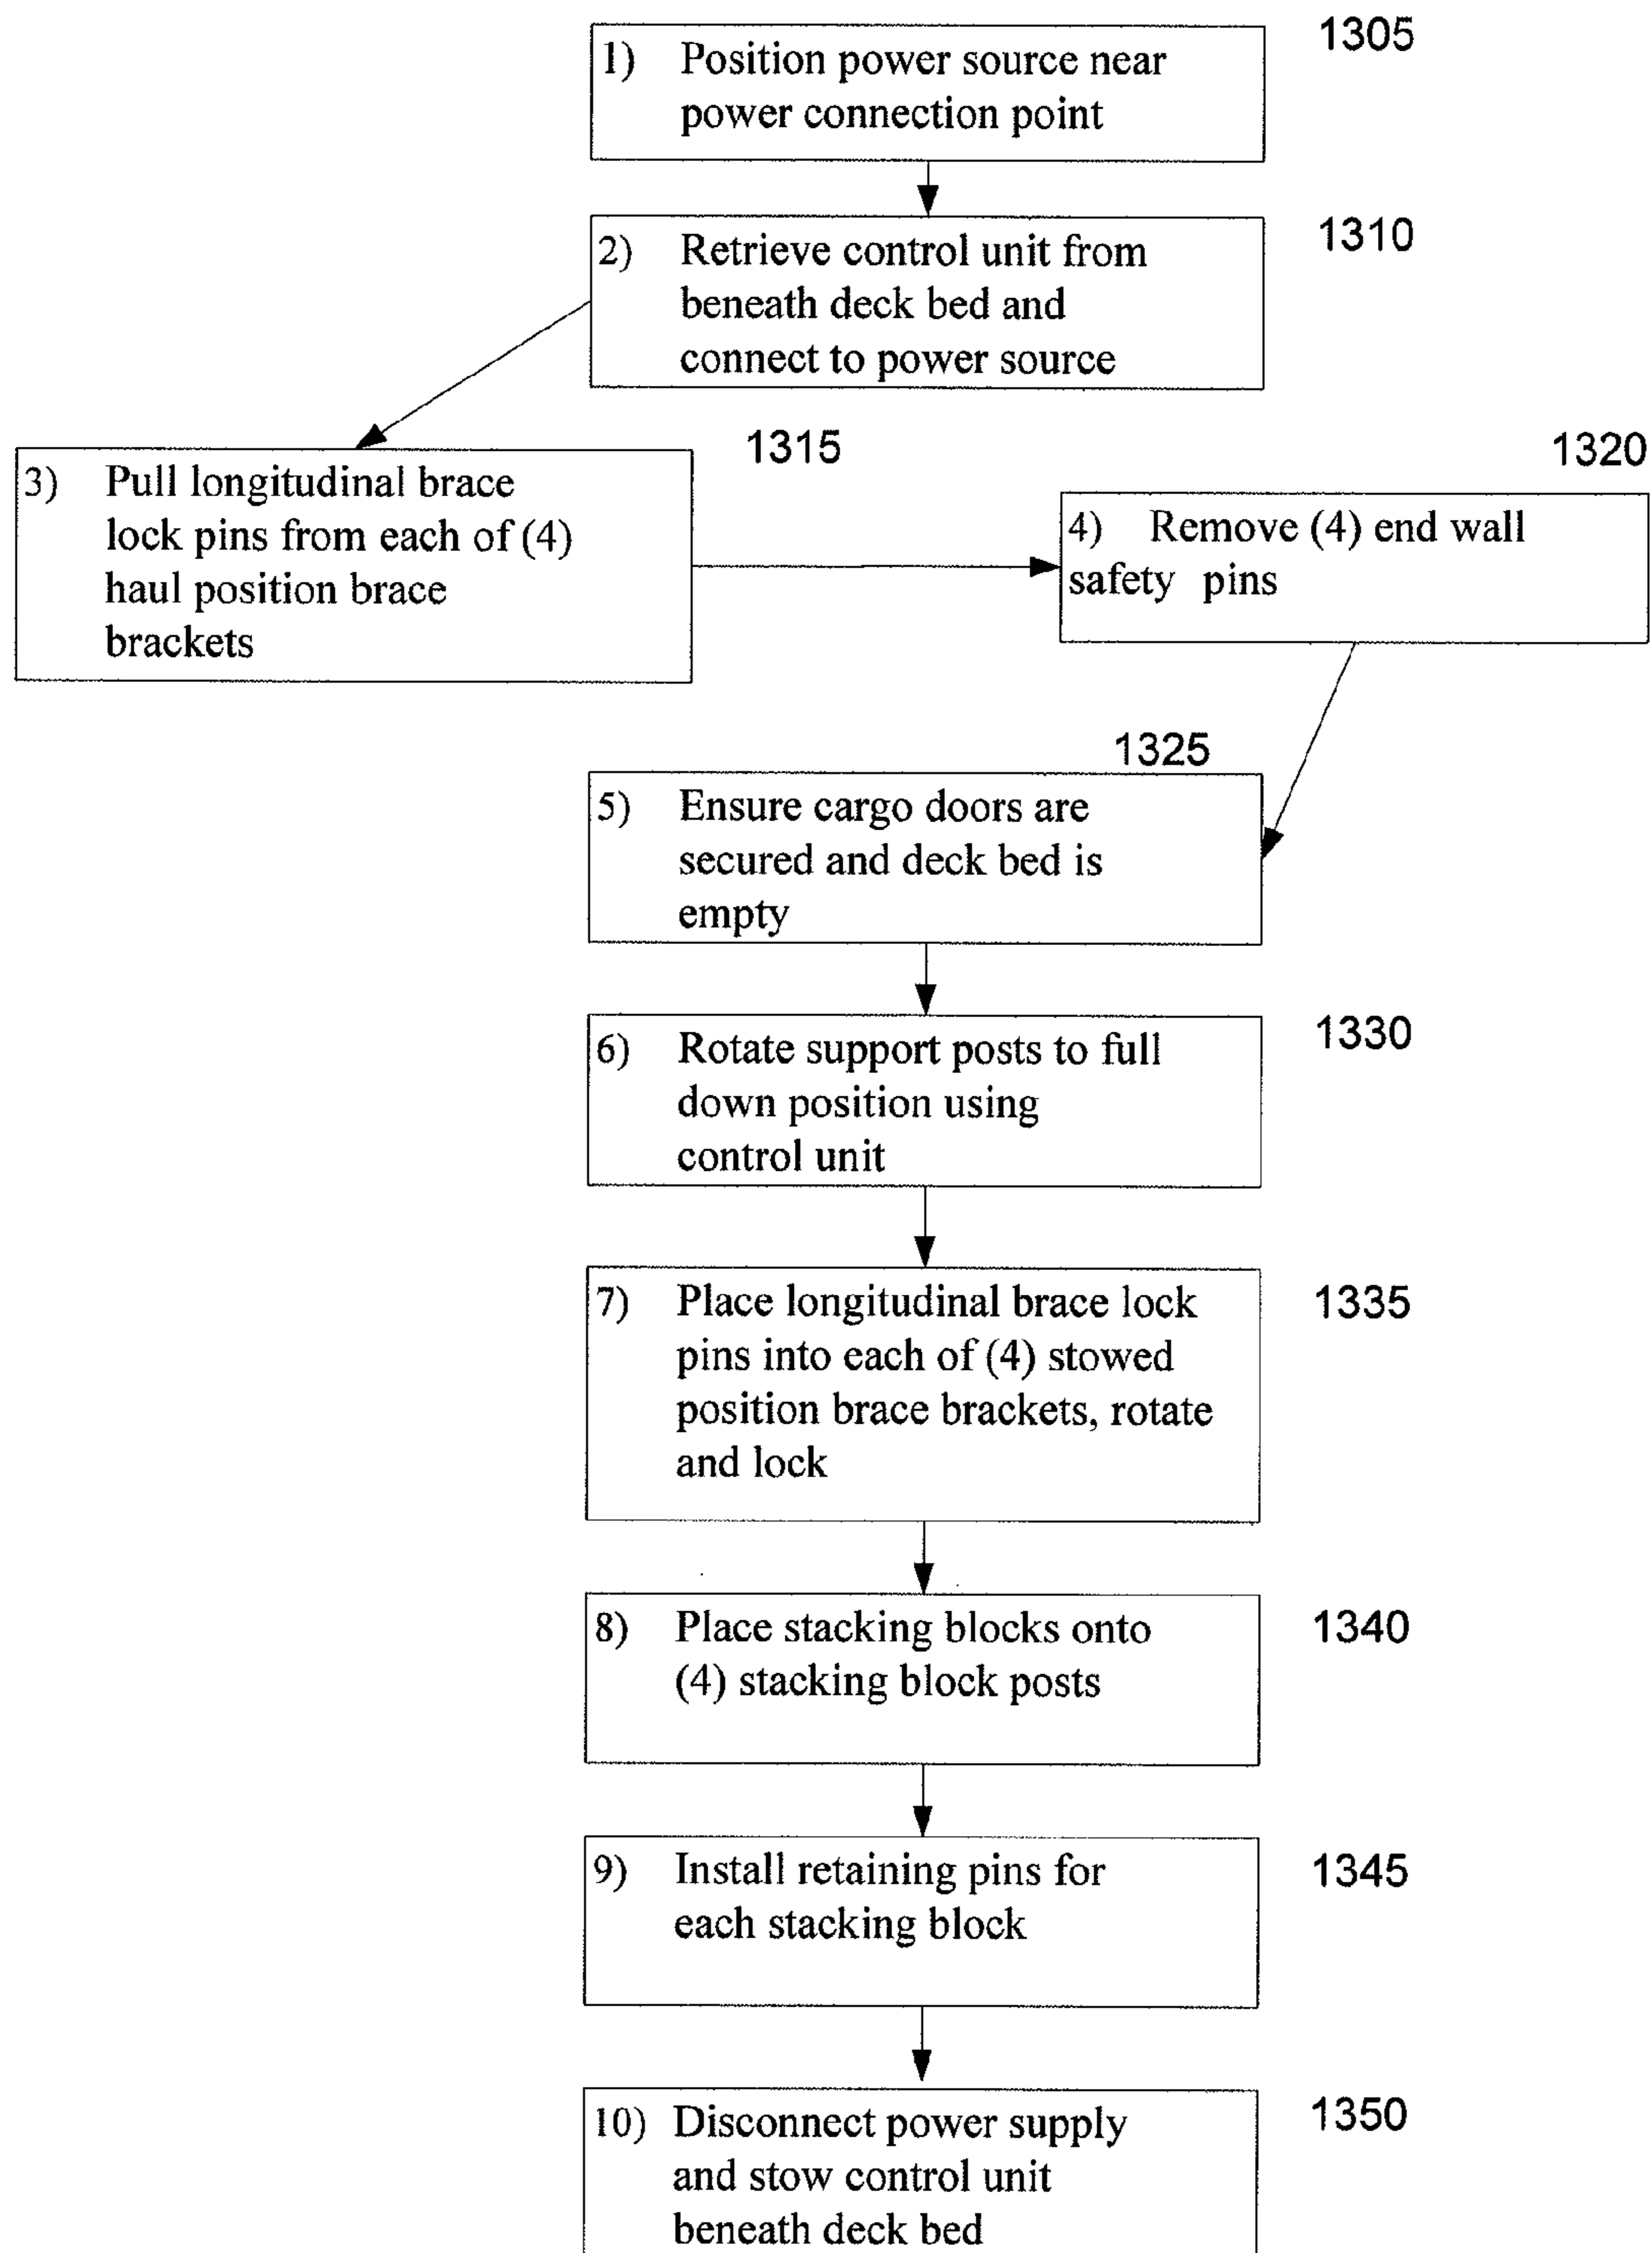 1305
1) Position power source near
power connection point
1310
2) Retrieve control unit from
beneath deck bed and
connect to power source
1315
3) Pull longitudinal brace
lock pins from each of (4)
haul position brace
brackets
1320
4) Remove (4) end wall
safety pins
1325
5) Ensure cargo doors are
secured and deck bed is
empty
1330
6) Rotate support posts to full
down position using
control unit
1335
7) Place longitudinal brace lock
pins into each of (4) stowed
position brace brackets, rotate
and lock
1340
8) Place stacking blocks onto
(4) stacking block posts
1345
9) Install retaining pins for
each stacking block
1350
10) Disconnect power supply
and stow control unit
beneath deck bed